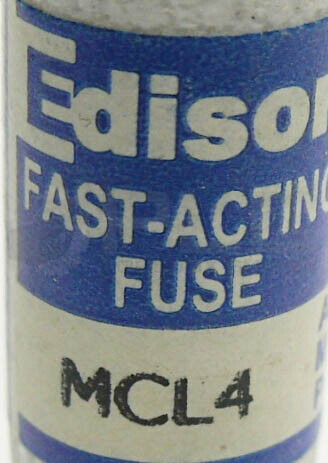 Edison
FAST-ACTING
FUSE
MCL4